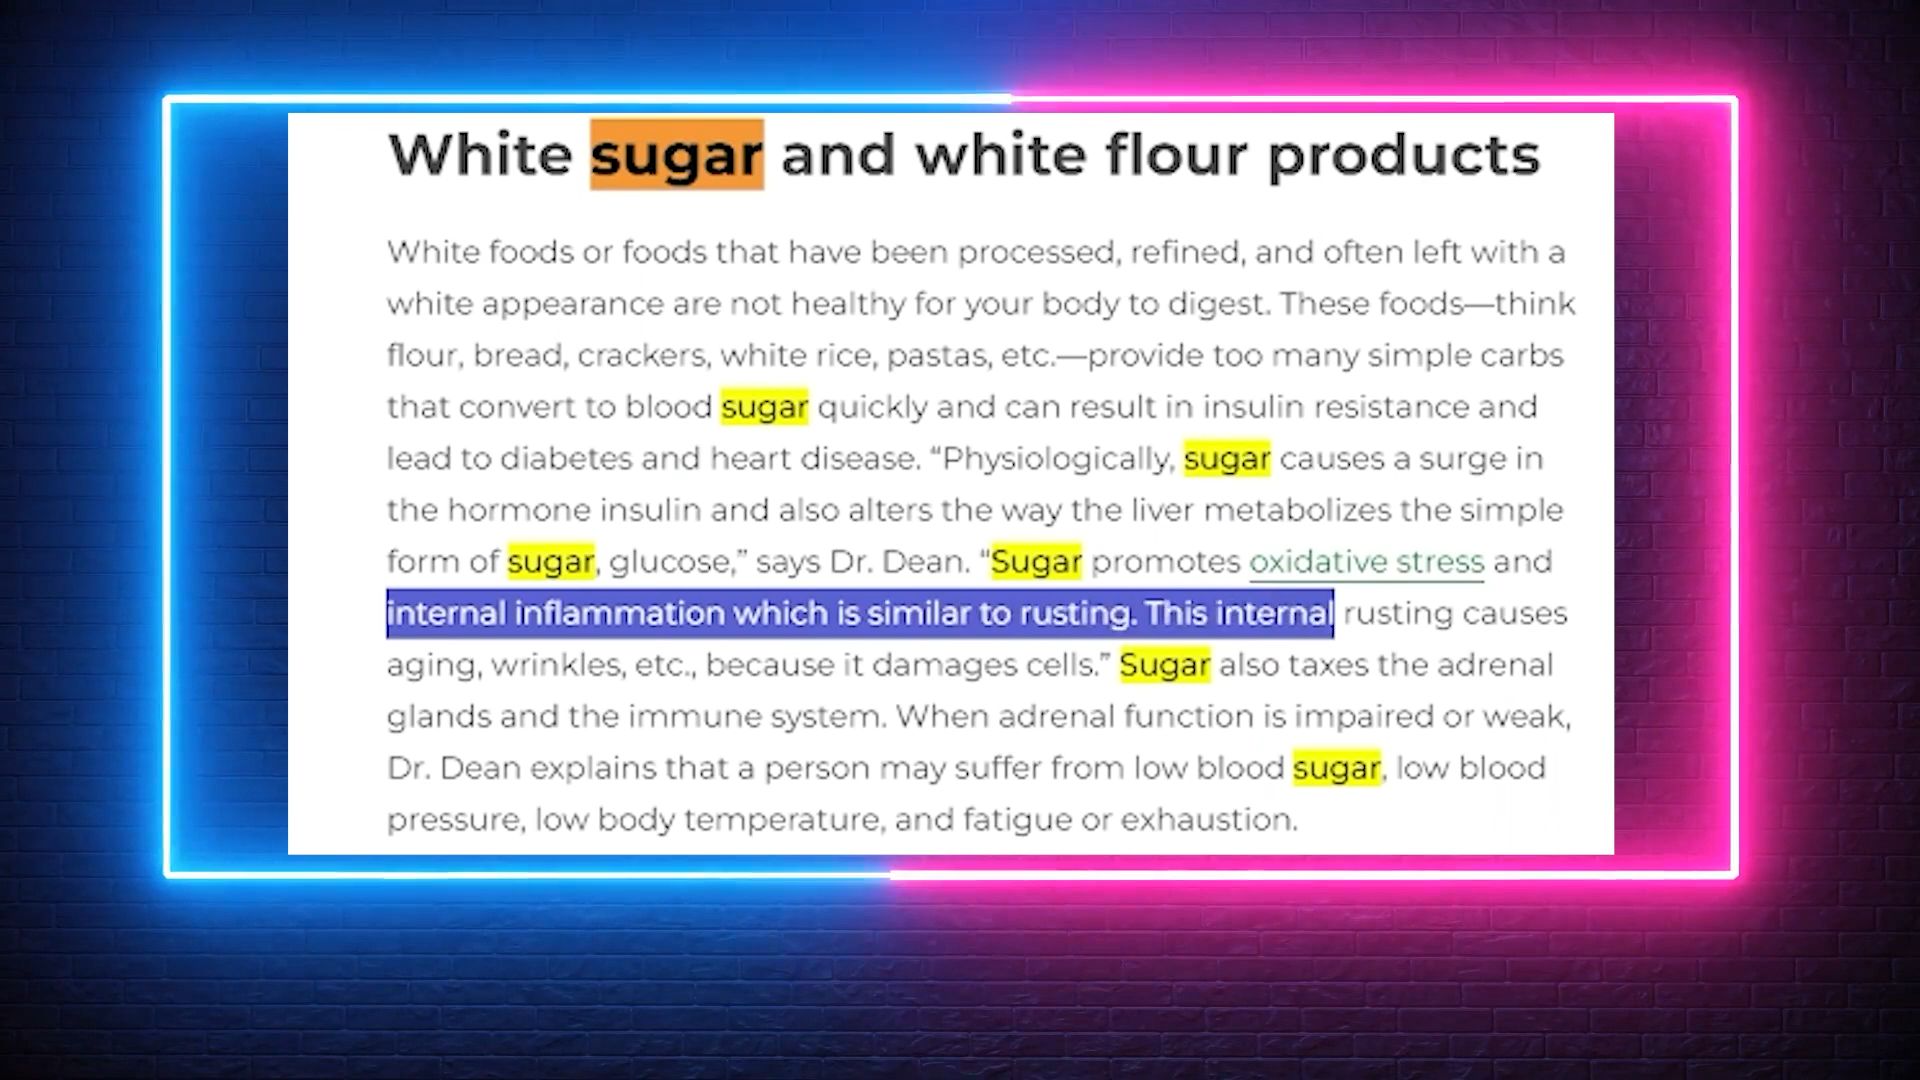 White sugar and white flour products
White foods or foods that have been processed, refined, and often left with a
white appearance are not healthy for your body to digest. These foods—think
flour, bread, crackers, white rice, pastas, etc.—provide too many simple carbs
that convert to blood sugar quickly and can result in insulin resistance and
lead to diabetes and heart disease. “Physiologically, sugar causes a surge in
the hormone insulin and also alters the way the liver metabolizes the simple
form of sugar, glucose,” says Dr. Dean. “Sugar promotes oxidative stress and
internal inflammation which is similar to rusting. This internal rusting causes
aging, wrinkles, etc., because it damages cells.” Sugar also taxes the adrenal
glands and the immune system. When adrenal function is impaired or weak,
Dr. Dean explains that a person may suffer from low blood sugar, low blood
pressure, low body temperature, and fatigue or exhaustion.